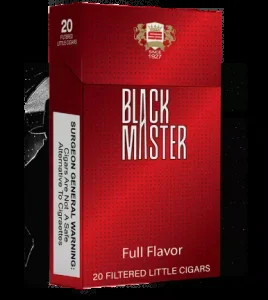 20
FILTERED
LITTLE CIGARS
1927
BLACK
MASTER
SURGEON GENERAL WARNING:
Cigars Are Not A Safe
Alternative To Cigraettes
Full Flavor
20 FILTERED LITTLE CIGARS